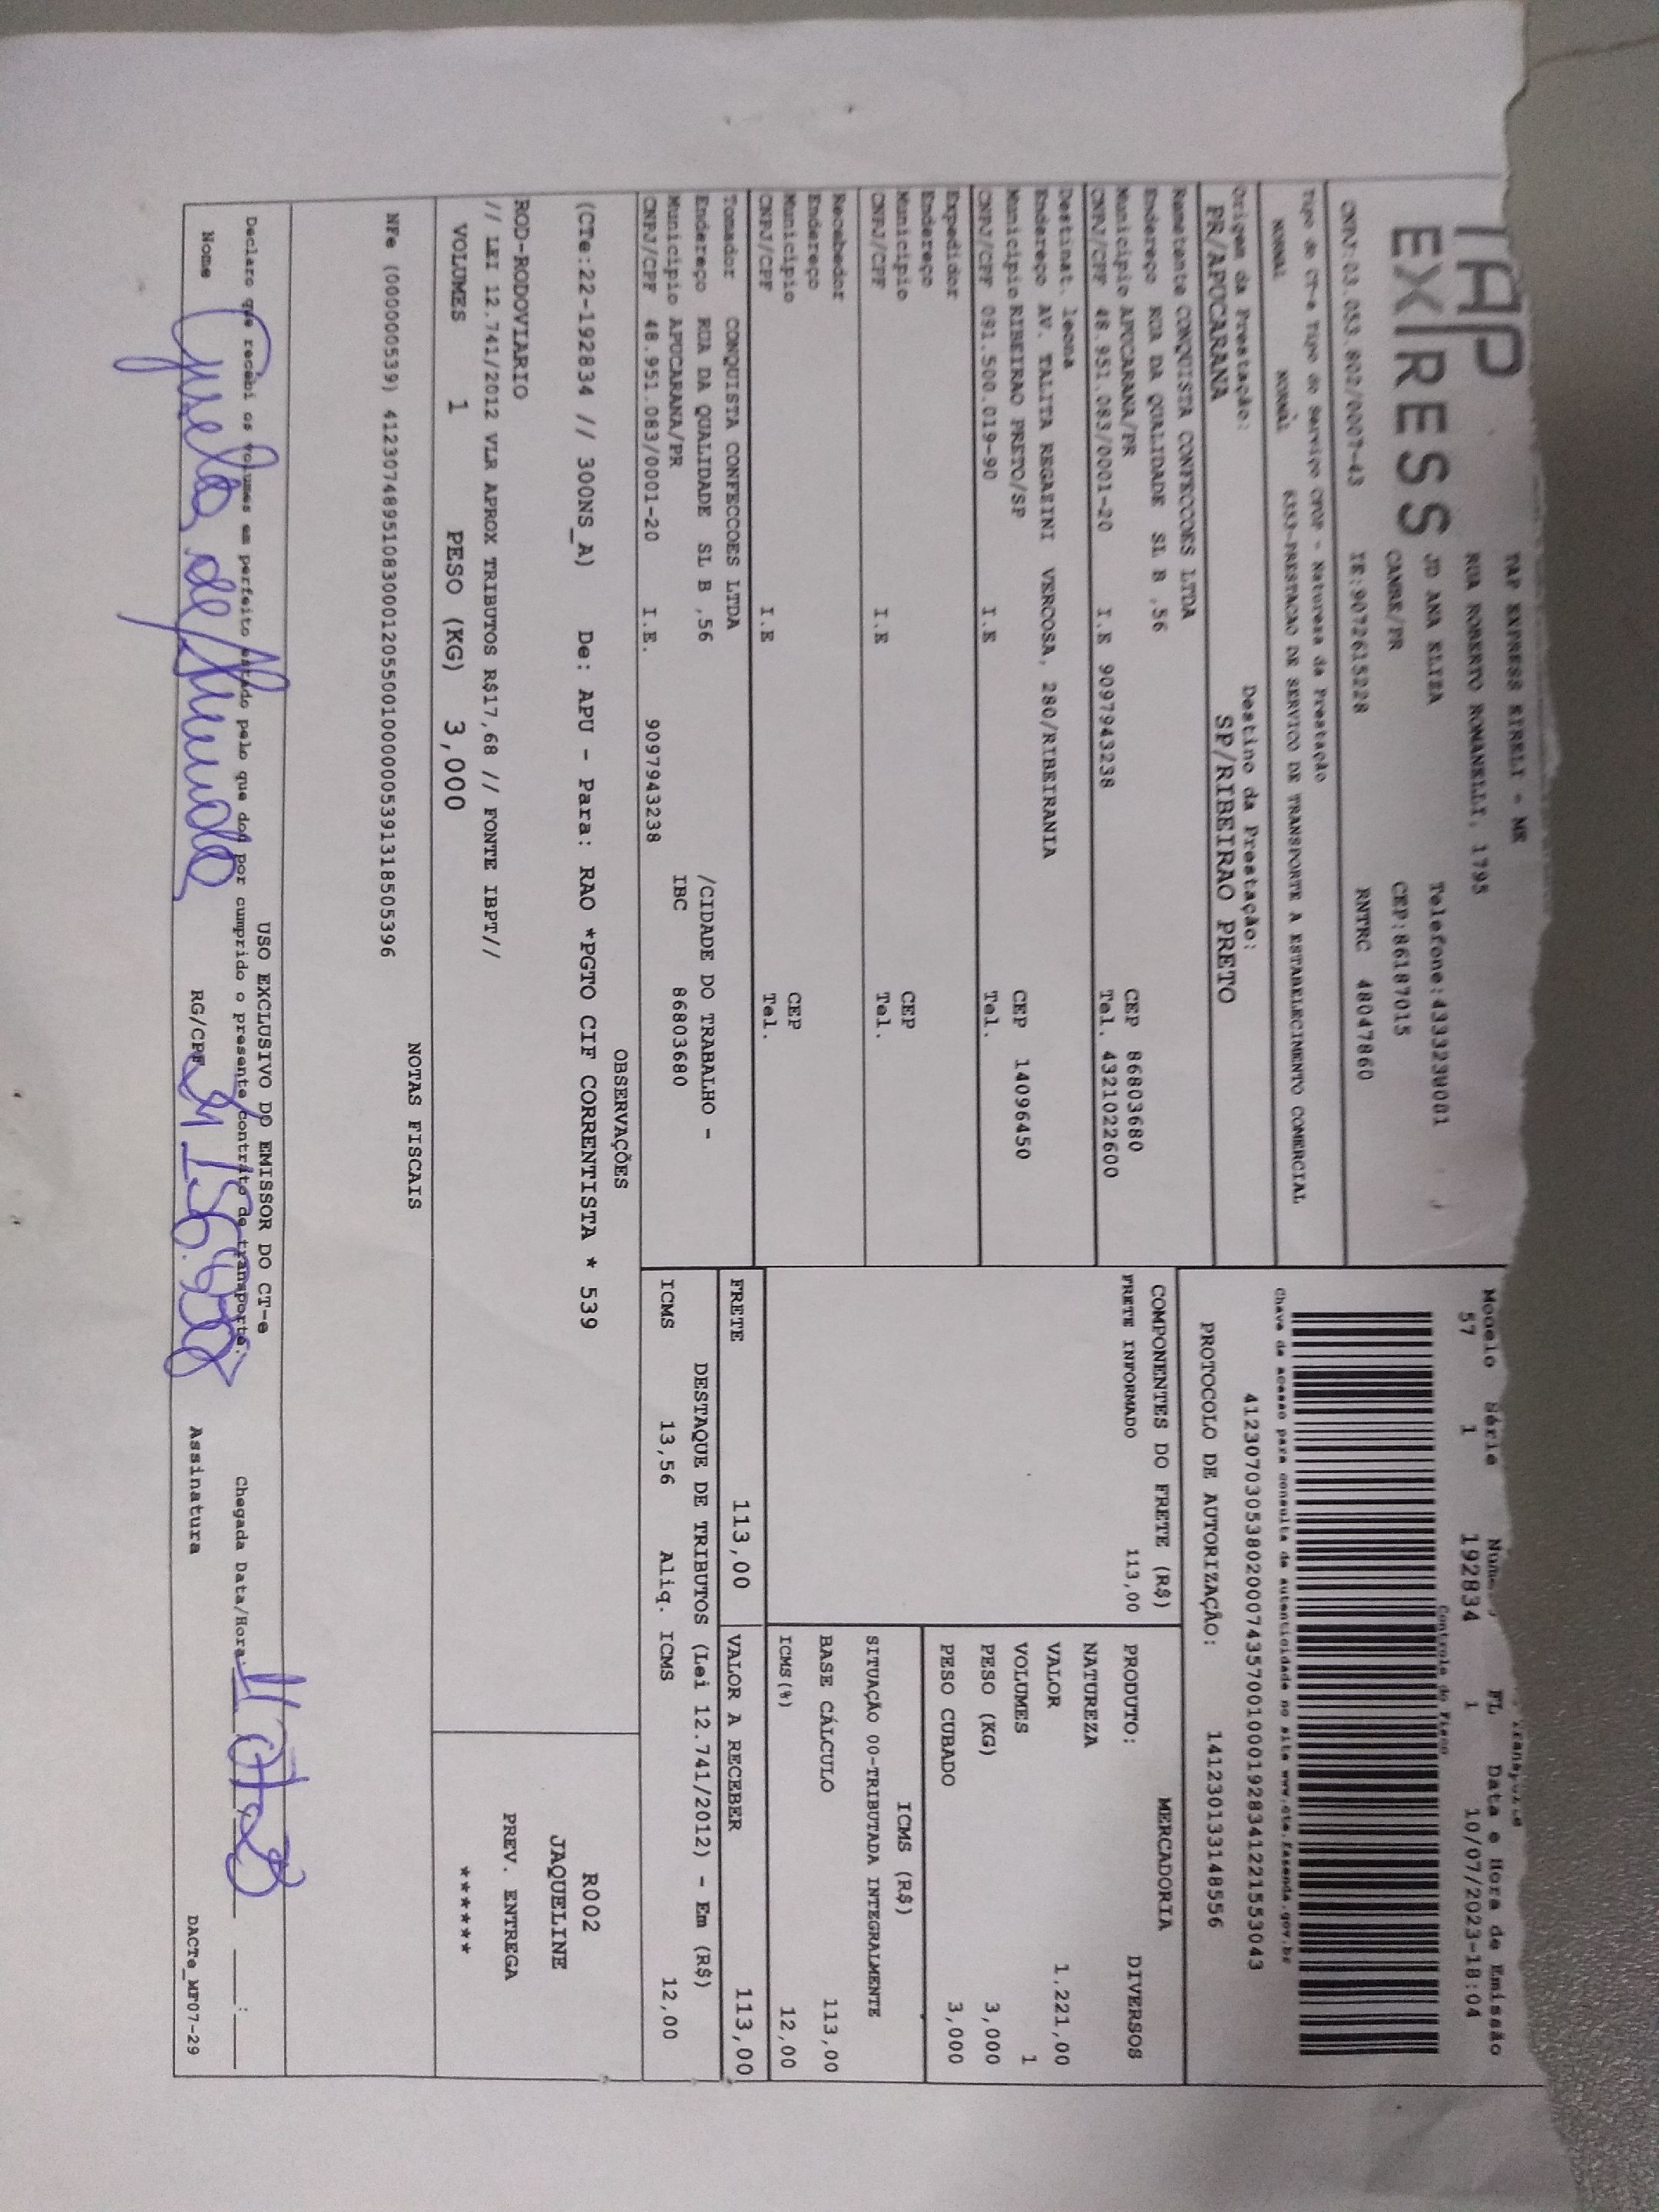 TAP
EXPRESS
TAP EXPRESS EIRELI - ME
RUA ROBERTO ROMANELLI, 1795
JD ANA ELIZA Telefone:4333230081
CAMBE/PR CEP:86187015
CNPJ:03.053.802/0007-43 IE:9072615228 RNTRC 48047860
Modelo Série FL Data e Hora de Emissão
57 1 192834 1 10/07/2023-18:04
Controle do Fisco
Chave de acesso para consulta de autenticidade no site www.cte.fazenda.gov.br
41230703053802000743570010001928341221553043
PROTOCOLO DE AUTORIZAÇÃO: 141230133148556
Tipo do CT-e Tipo do Serviço CFOP - Natureza da Prestação
NORMAL NORMAL 6353-PRESTACAO DE SERVICO DE TRANSPORTE A ESTABELECIMENTO COMERCIAL
Origem da Prestação: Destino da Prestação:
PR/APUCARANA SP/RIBEIRAO PRETO
Remetente CONQUISTA CONFECCOES LTDA
Endereço RUA DA QUALIDADE SL B ,56
Município APUCARANA/PR CEP 86803680
CNPJ/CPF 48.951.083/0001-20 I.E 9097943238 Tel. 4321022600
Destinat. leona
Endereço AV. TALITA REGASINI VERCOSA, 280/RIBEIRANIA
Município RIBEIRAO PRETO/SP CEP 14096450
CNPJ/CPF 091.500.019-90 I.E Tel.
Expedidor
Endereço
Município CEP
CNPJ/CPF I.E Tel.
Recebedor
Endereço
Município CEP
CNPJ/CPF I.E Tel.
Tomador CONQUISTA CONFECCOES LTDA
Endereço RUA DA QUALIDADE SL B ,56 /CIDADE DO TRABALHO -
Município APUCARANA/PR IBC 86803680
CNPJ/CPF 48.951.083/0001-20 I.E. 9097943238
COMPONENTES DO FRETE (R$)
FRETE INFORMADO 113,00
MERCADORIA
PRODUTO: DIVERSOS
NATUREZA
VALOR 1.221,00
VOLUMES 1
PESO (KG) 3,000
PESO CUBADO 3,000
ICMS (R$)
SITUAÇÃO 00-TRIBUTADA INTEGRALMENTE
BASE CÁLCULO 113,00
ICMS(%) 12,00
FRETE 113,00 VALOR A RECEBER 113,00
DESTAQUE DE TRIBUTOS (Lei 12.741/2012) - Em (R$)
ICMS 13,56 Aliq. ICMS 12,00
OBSERVAÇÕES
(CTe:22-192834 // 300NS_A) De: APU - Para: RAO *PGTO CIF CORRENTISTA * 539
ROD-RODOVIARIO
// LEI 12.741/2012 VLR APROX TRIBUTOS R$17,68 // FONTE IBPT//
R002
JAQUELINE
PREV. ENTREGA
*******
VOLUMES 1 PESO (KG) 3,000
NOTAS FISCAIS
NFe (000000539) 41230748951083000120550010000005391318505396
USO EXCLUSIVO DO EMISSOR DO CT-e
Declaro que recebi os volumes em perfeito estado pelo que dou por cumprido o presente contrato de transporte. Chegada Data/Hora
Nome RG/CPF Assinatura DACTe_MF07-29